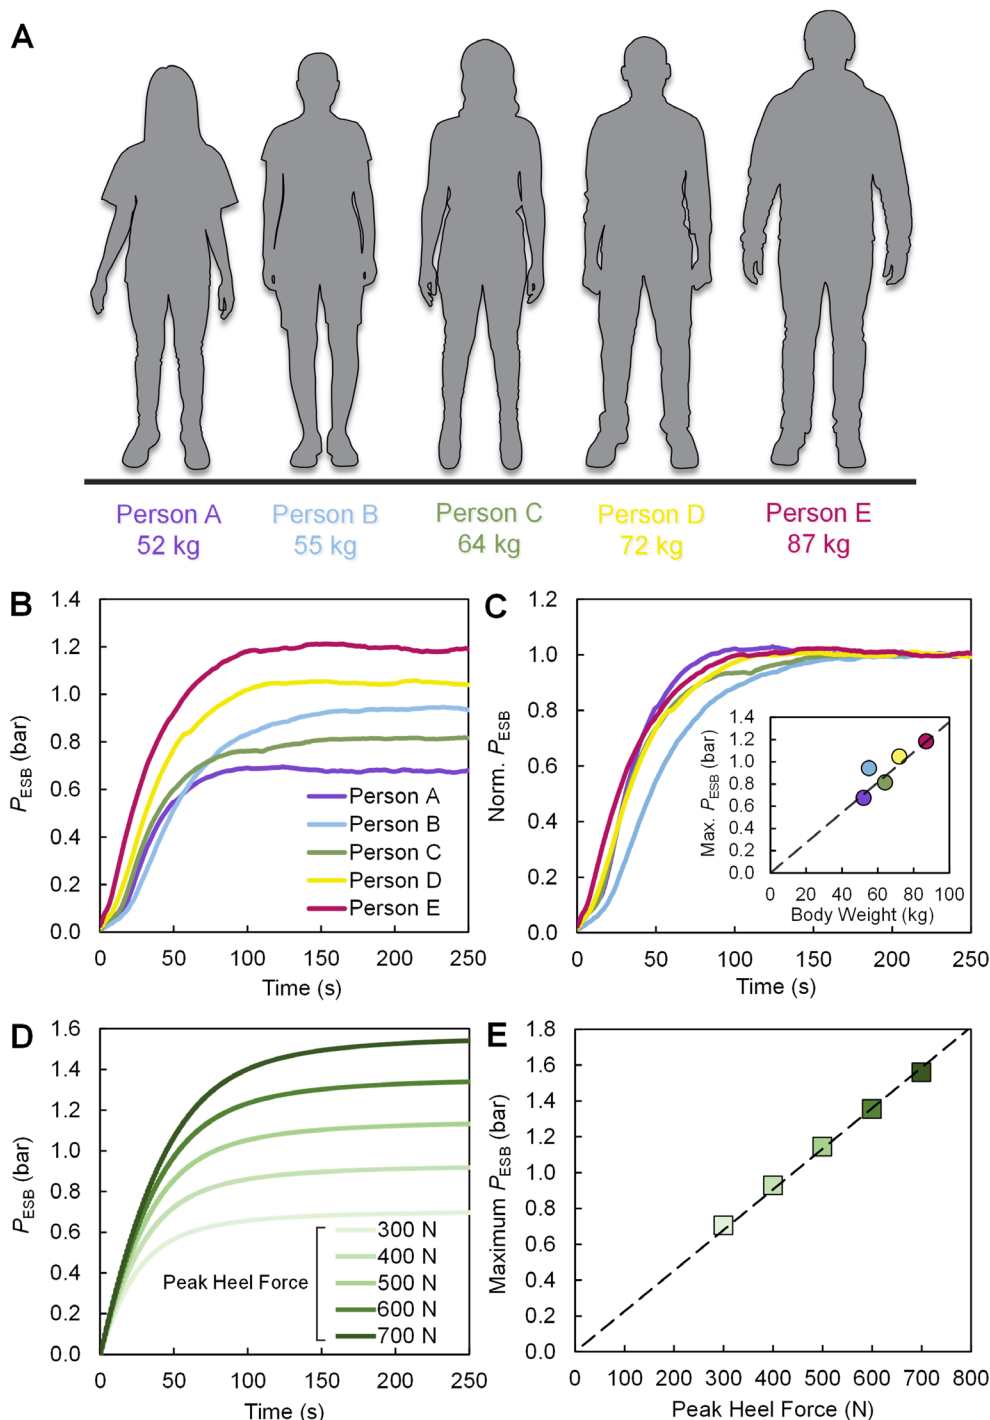 A
Person A
52 kg
Person B
55 kg
Person C
64 kg
Person D
72 kg
Person E
87 kg
B
1.4
1.2
1.0
0.8
0.6
0.4
0.2
0.0
P_ESB (bar)
Person A
Person B
Person C
Person D
Person E
0 50 100 150 200 250
Time (s)
C
1.2
1.0
0.8
0.6
0.4
0.2
0.0
Norm. P_ESB
1.4
1.2
1.0
0.8
0.6
0.4
0.2
0.0
Max. P_ESB (bar)
0 20 40 60 80 100
Body Weight (kg)
0 50 100 150 200 250
Time (s)
D
1.6
1.4
1.2
1.0
0.8
0.6
0.4
0.2
0.0
P_ESB (bar)
Peak Heel Force
300 N
400 N
500 N
600 N
700 N
0 50 100 150 200 250
Time (s)
E
1.8
1.6
1.4
1.2
1.0
0.8
0.6
0.4
0.2
0.0
Maximum P_ESB (bar)
0 100 200 300 400 500 600 700 800
Peak Heel Force (N)